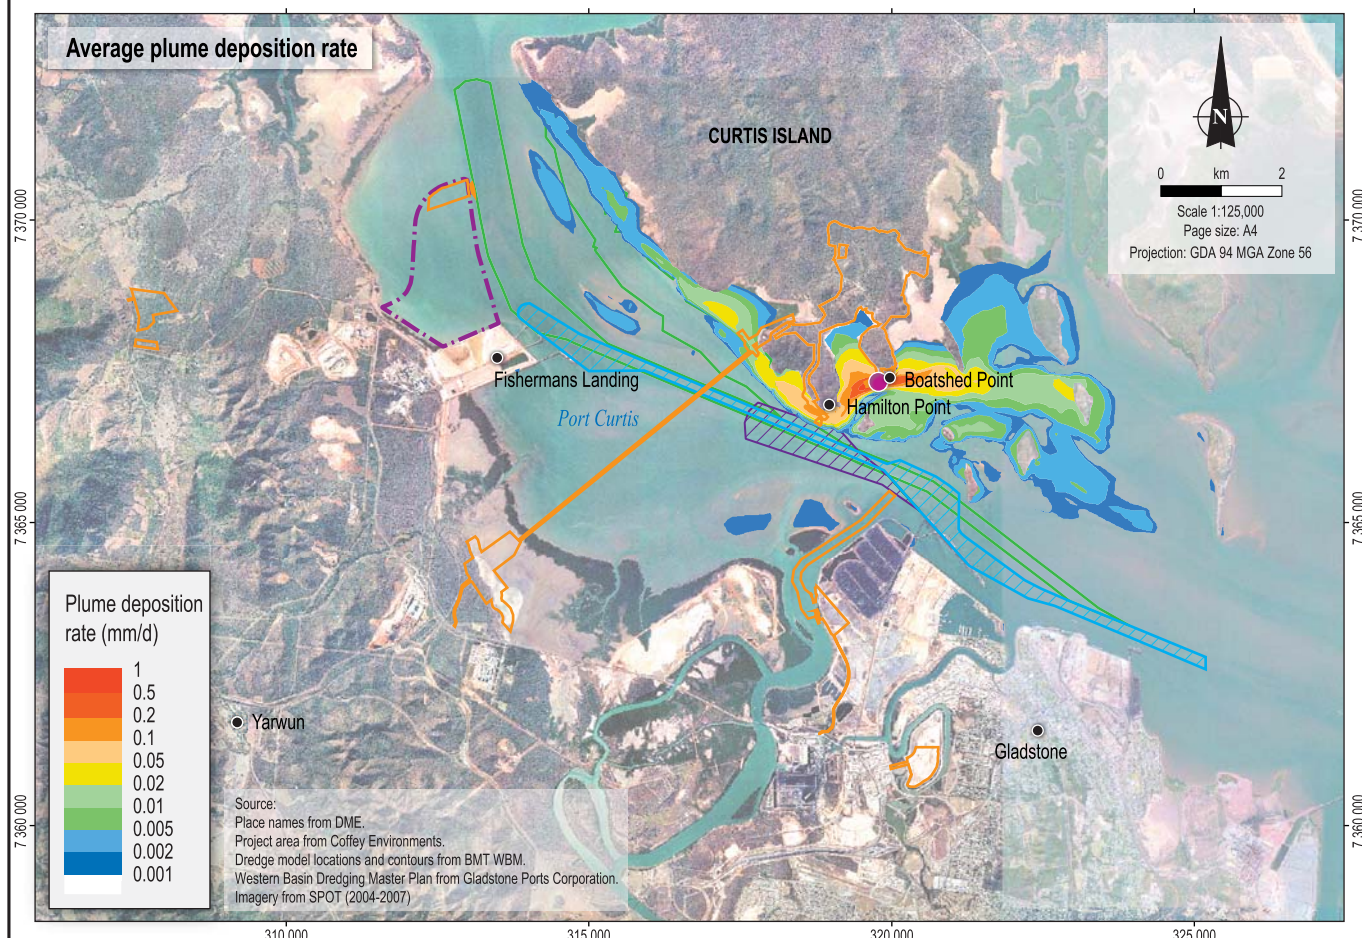 Average plume deposition rate
CURTIS ISLAND
N
0 km 2
Scale 1:125,000
Page size: A4
Projection: GDA 94 MGA Zone 56
7 370 000
7 370 000
Fishermans Landing
Boatshed Point
Hamilton Point
Port Curtis
7 365 000
7 365 000
Plume deposition
rate (mm/d)
1
0.5
0.2
0.1
0.05
0.02
0.01
0.005
0.002
0.001
Yarwun
Gladstone
Source:
Place names from DME.
Project area from Coffey Environments.
Dredge model locations and contours from BMT WBM.
Western Basin Dredging Master Plan from Gladstone Ports Corporation.
Imagery from SPOT (2004-2007)
7 360 000
7 360 000
310 000
315 000
320 000
325 000